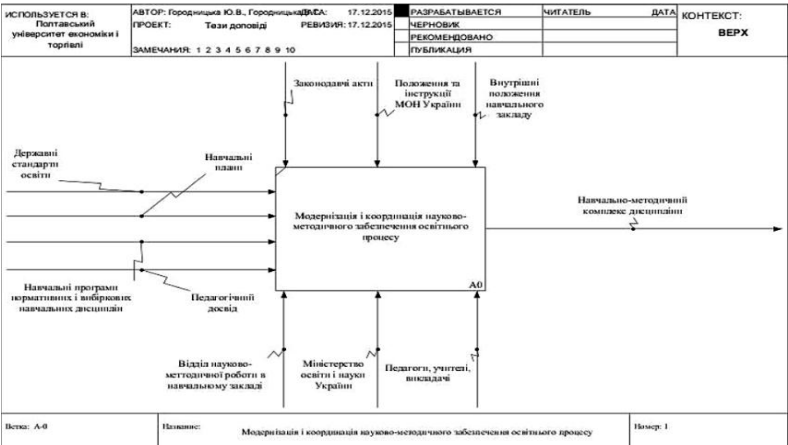 ИСПОЛЬЗУЕТСЯ В:
Полтавський
університет економіки і
торгівлі
АВТОР: Городницька Ю.В., Городницька
ДАТА: 17.12.2015
ПРОЕКТ: Тези доповіді
РЕВИЗИЯ: 17.12.2015
ЗАМЕЧАНИЯ: 1 2 3 4 5 6 7 8 9 10
РАЗРАБАТЫВАЕТСЯ
ЧЕРНОВИК
РЕКОМЕНДОВАНО
ПУБЛИКАЦИЯ
ЧИТАТЕЛЬ ДАТА
КОНТЕКСТ:
ВЕРХ
Законодавчі акти
Положення та
інструкції
МОН України
Внутрішні
положення
навчального
закладу
Державні
стандарти
освіти
Навчальні
плани
Модернізація і координація науково-
методичного забезпечення освітнього
процесу
A0
Навчально-методичний
комплекс дисципліни
Навчальні програми
нормативних і вибіркових
навчальних дисциплін
Педагогічний
досвід
Відділ науково-
методичної роботи в
навчальному закладі
Міністерство
освіти і науки
України
Педагоги, учителі,
викладачі
Ветка: A-0
Название:
Модернізація і координація науково-методичного забезпечення освітнього процесу
Номер: 1